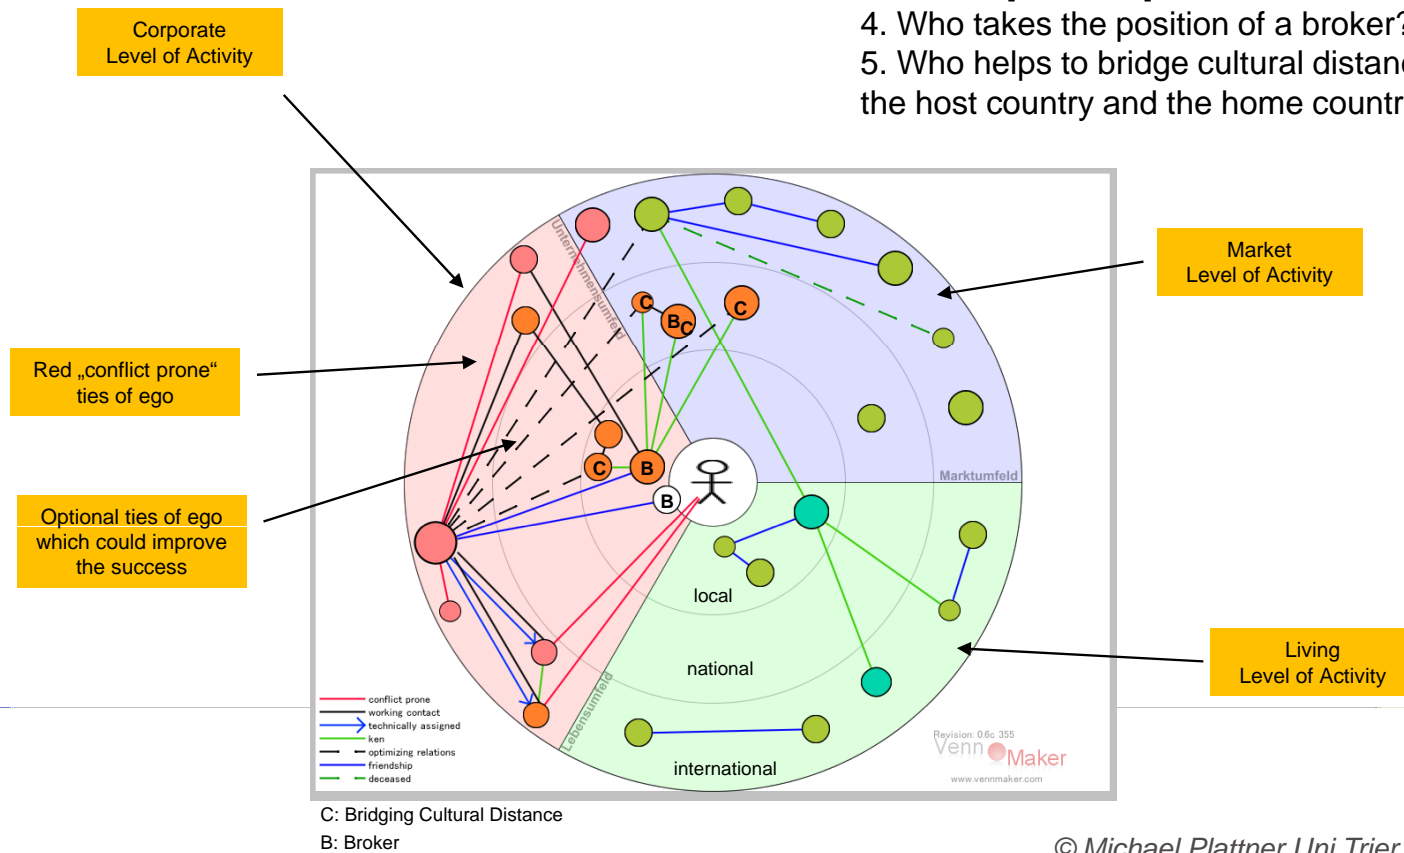 Corporate
Level of Activity
4. Who takes the position of a broker?
5. Who helps to bridge cultural distanc
the host country and the home countr
Market
Level of Activity
Red „conflict prone“
ties of ego
Optional ties of ego
which could improve
the success
Living
Level of Activity
Unternehmensumfeld
Marktumfeld
Lebensumfeld
C
B
C
C
C
B
B
local
national
international
conflict prone
working contact
technically assigned
ken
optimizing relations
friendship
deceased
Revision: 0.6c 355
Venn Maker
www.vennmaker.com
C: Bridging Cultural Distance
B: Broker
© Michael Plattner Uni Trier